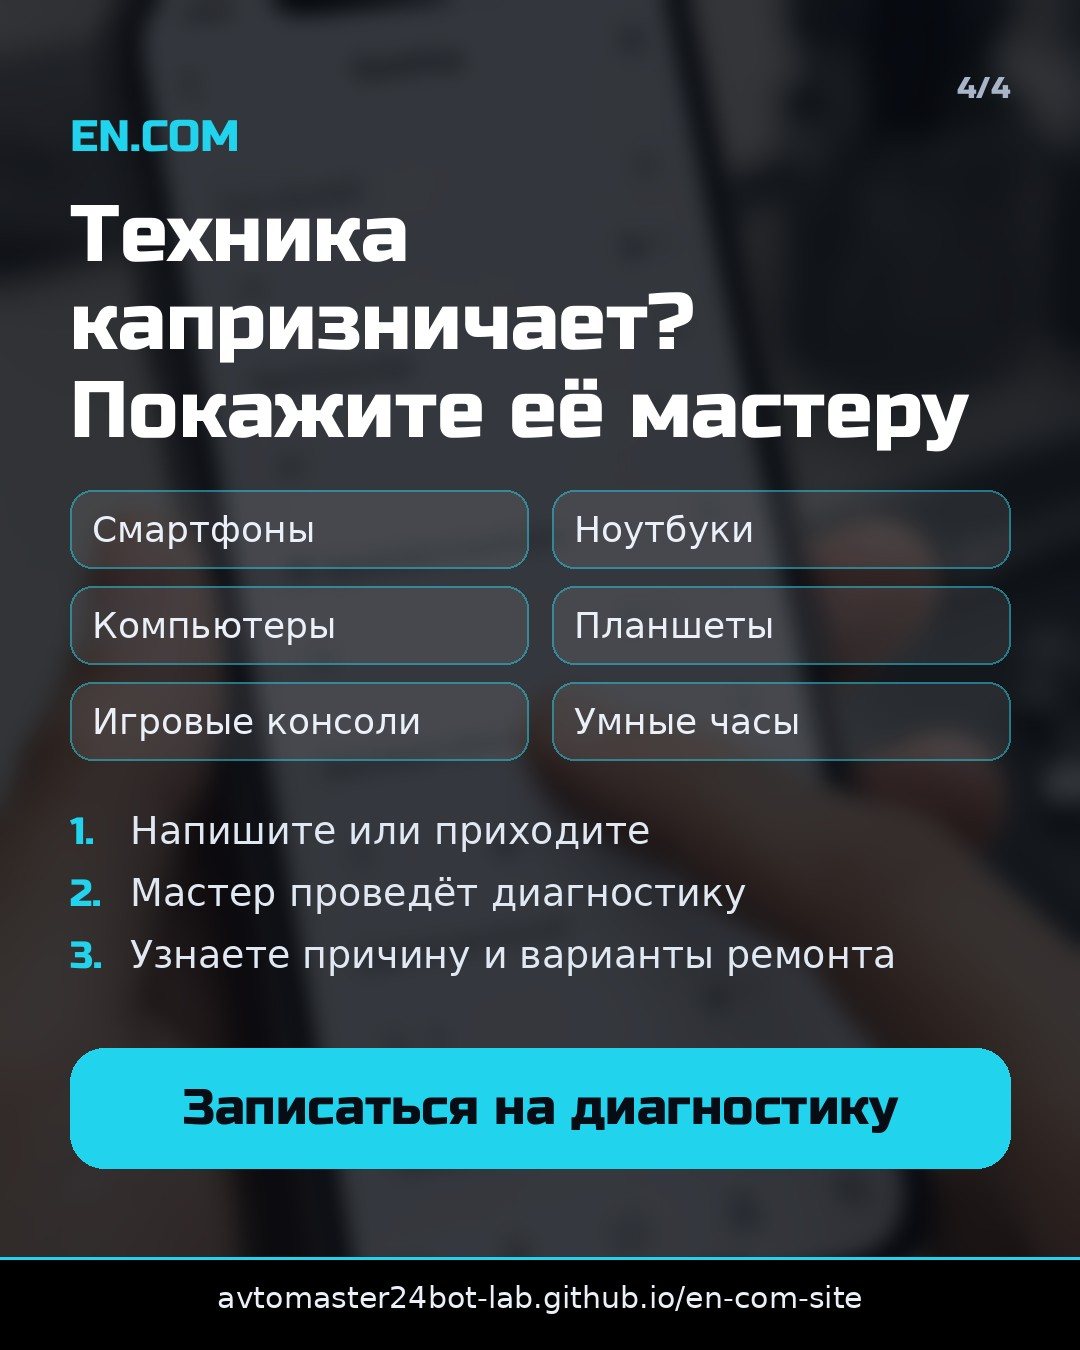 4/4
EN.COM
Техника
капризничает?
Покажите её мастеру
Смартфоны
Ноутбуки
Компьютеры
Планшеты
Игровые консоли
Умные часы
1. Напишите или приходите
2. Мастер проведёт диагностику
3. Узнаете причину и варианты ремонта
Записаться на диагностику
avtomaster24bot-lab.github.io/en-com-site